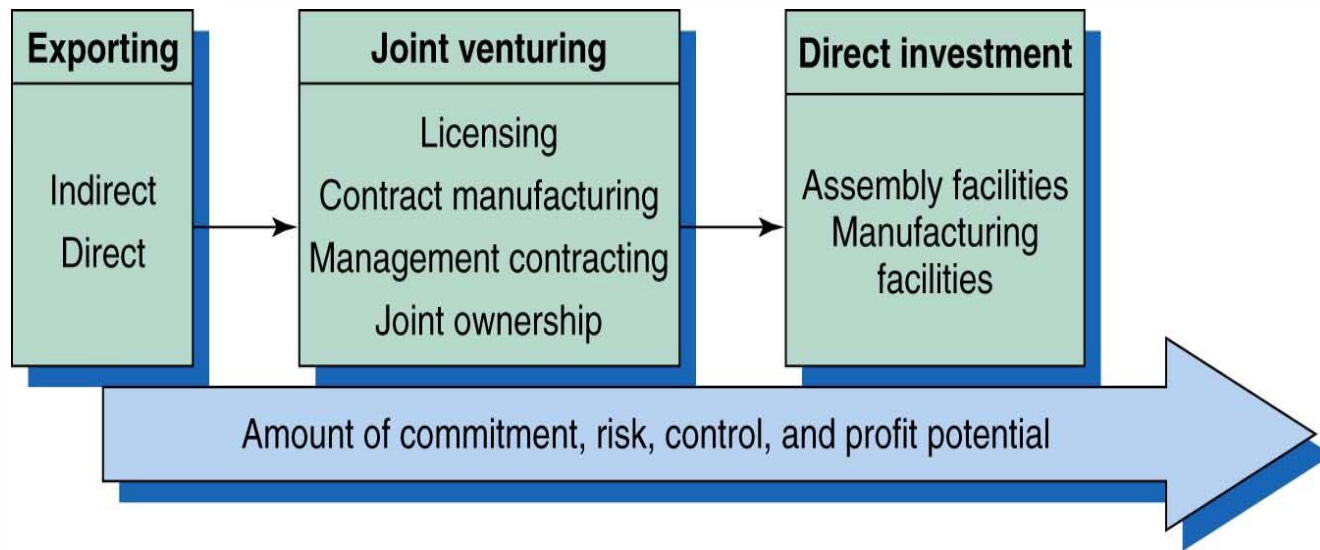 Exporting
Indirect
Direct
Joint venturing
Licensing
Contract manufacturing
Management contracting
Joint ownership
Direct investment
Assembly facilities
Manufacturing
facilities
Amount of commitment, risk, control, and profit potential